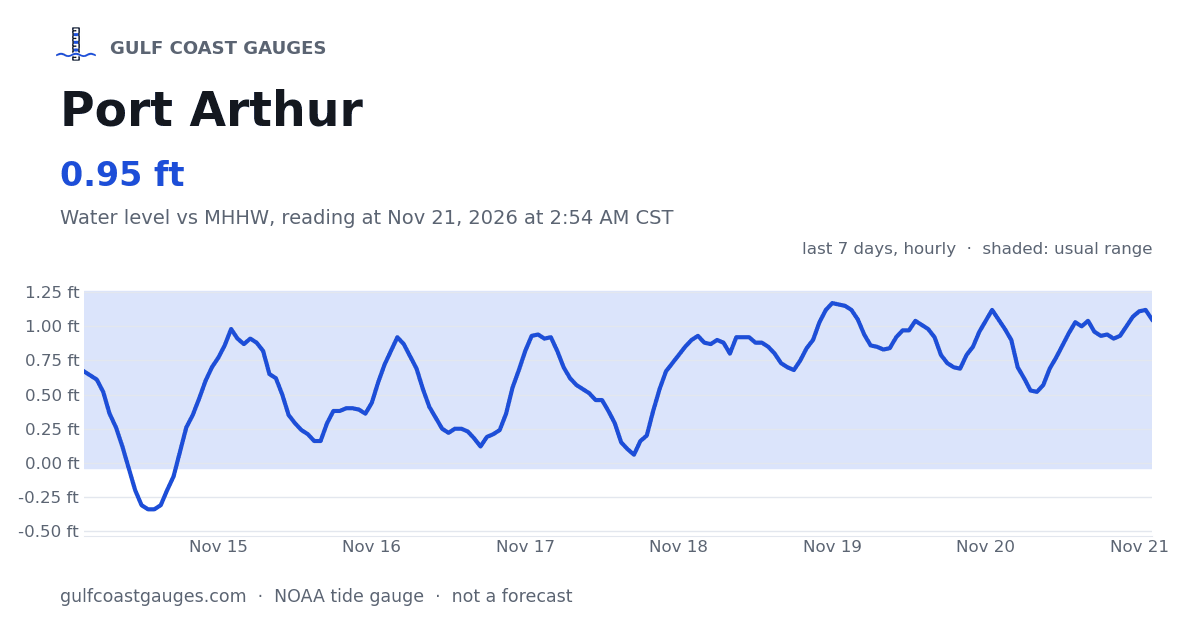 GULF COAST GAUGES
Port Arthur
0.95 ft
Water level vs MHHW, reading at Nov 21, 2026 at 2:54 AM CST
last 7 days, hourly · shaded: usual range
1.25 ft
1.00 ft
0.75 ft
0.50 ft
0.25 ft
0.00 ft
-0.25 ft
-0.50 ft
Nov 15 Nov 16 Nov 17 Nov 18 Nov 19 Nov 20 Nov 21
gulfcoastgauges.com · NOAA tide gauge · not a forecast